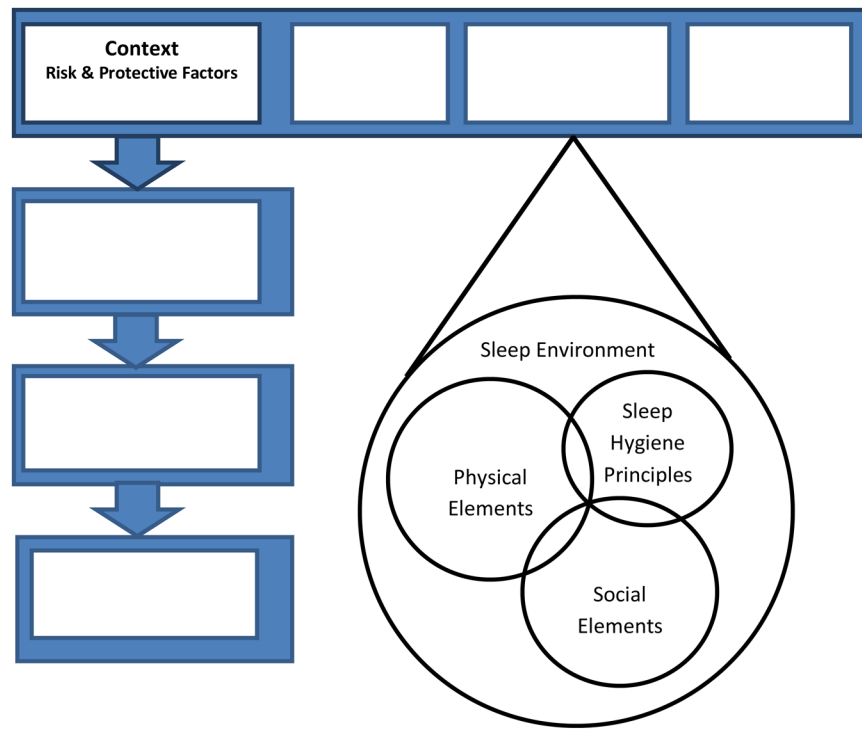 Context
Risk & Protective Factors
Sleep Environment
Sleep
Hygiene
Principles
Physical
Elements
Social
Elements